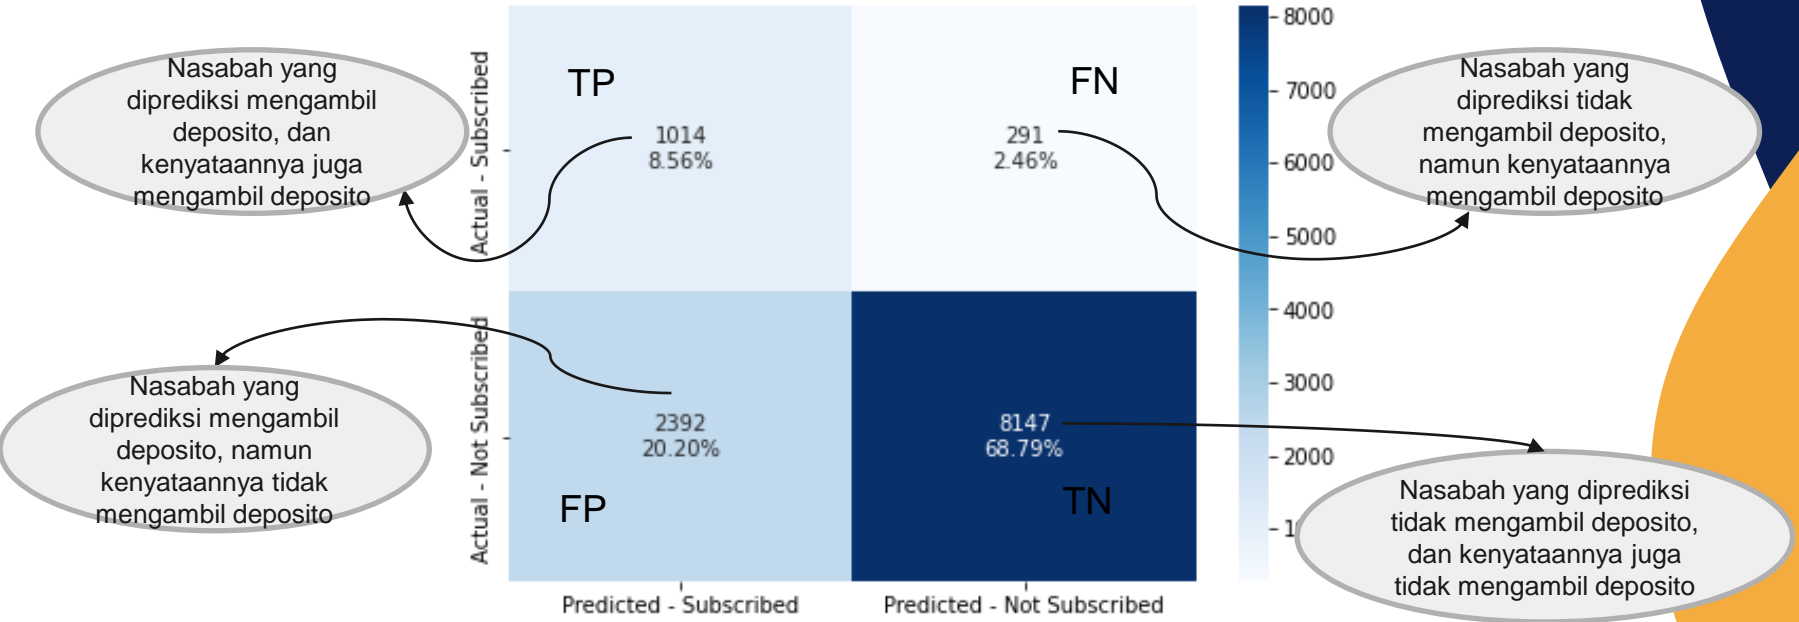 Nasabah yang
diprediksi mengambil
deposito, dan
kenyataannya juga
mengambil deposito
Actual - Subscribed
TP
1014
8.56%
FN
291
2.46%
8000
7000
6000
5000
4000
3000
2000
Nasabah yang
diprediksi tidak
mengambil deposito,
namun kenyataannya
mengambil deposito
Nasabah yang
diprediksi mengambil
deposito, namun
kenyataannya tidak
mengambil deposito
Actual - Not Subscribed
2392
20.20%
FP
8147
68.79%
TN
Nasabah yang diprediksi
tidak mengambil deposito,
dan kenyataannya juga
tidak mengambil deposito
Predicted - Subscribed
Predicted - Not Subscribed